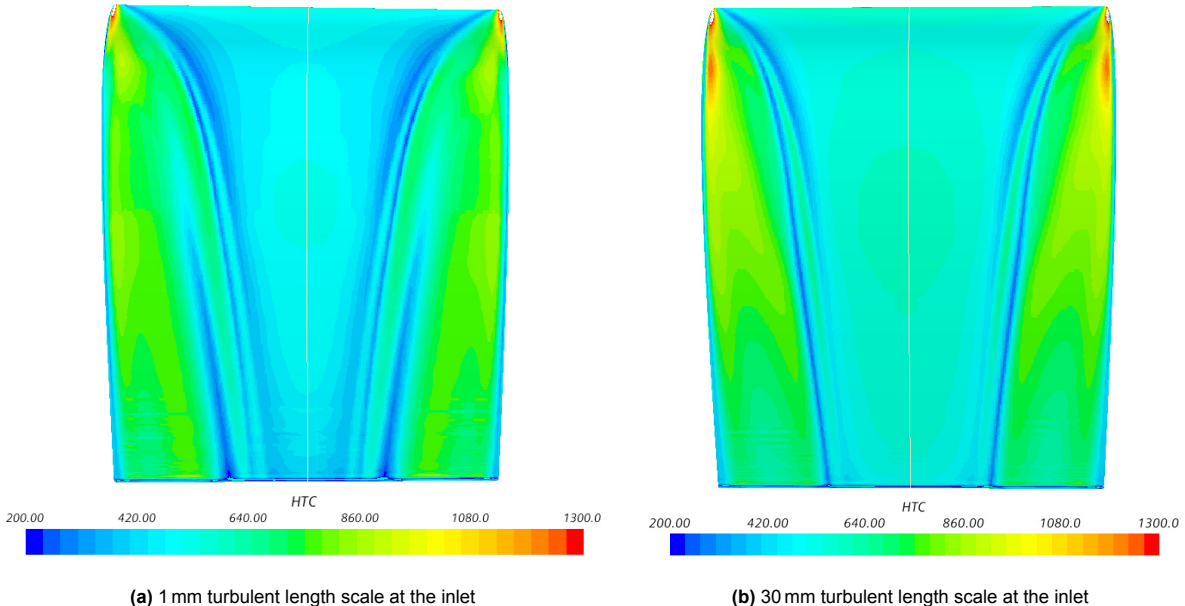 HTC
200.00 420.00 640.00 860.00 1080.0 1300.0
(a) 1 mm turbulent length scale at the inlet
HTC
200.00 420.00 640.00 860.00 1080.0 1300.0
(b) 30 mm turbulent length scale at the inlet